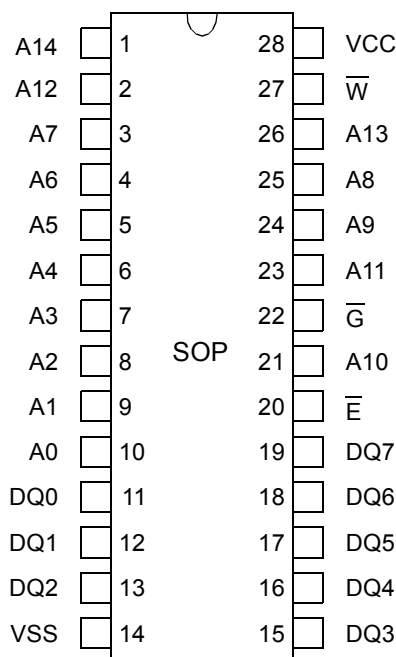 A14 1 28 VCC
A12 2 27 W̅
A7 3 26 A13
A6 4 25 A8
A5 5 24 A9
A4 6 23 A11
A3 7 22 G̅
SOP
A2 8 21 A10
A1 9 20 E̅
A0 10 19 DQ7
DQ0 11 18 DQ6
DQ1 12 17 DQ5
DQ2 13 16 DQ4
VSS 14 15 DQ3